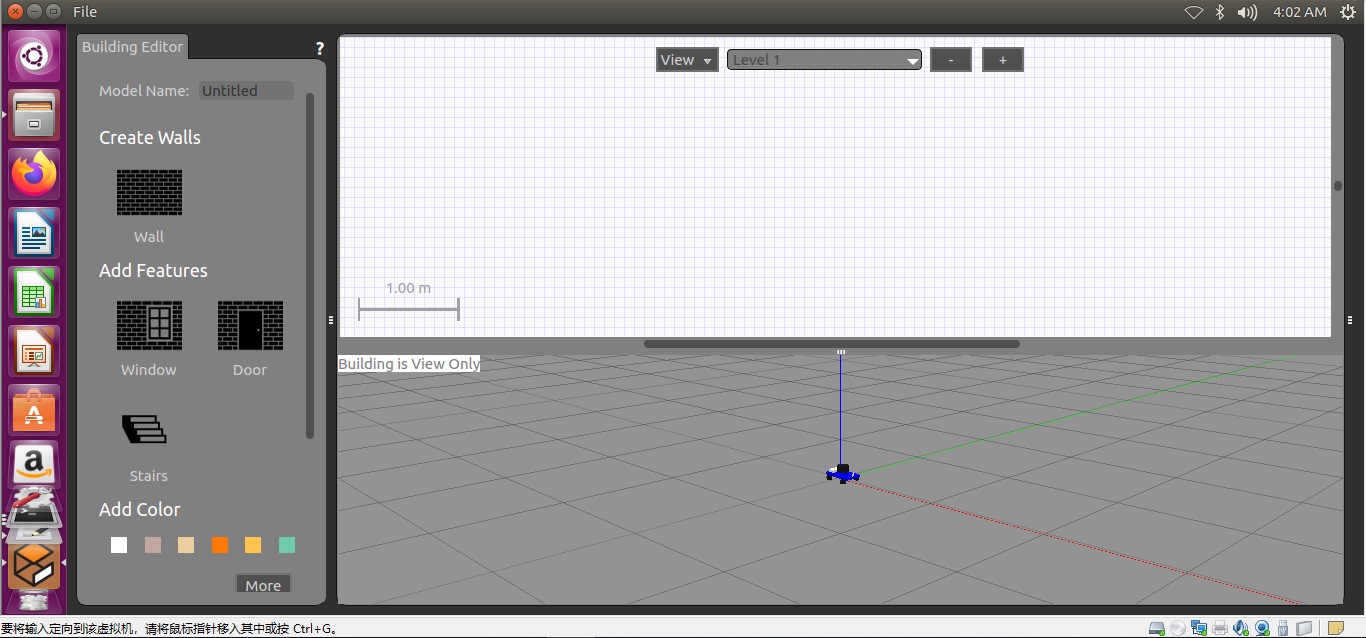 File
4:02 AM
Building Editor
?
Model Name: Untitled
Create Walls
Wall
Add Features
Window
Door
Stairs
Add Color
More
View
Level 1
-
+
1.00 m
Building is View Only
要将输入定向到该虚拟机，请将鼠标指针移入其中或按 Ctrl+G。